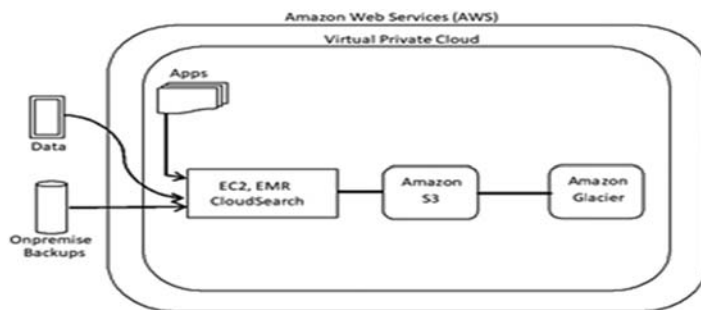 Amazon Web Services (AWS)
Virtual Private Cloud
Apps
Data
EC2, EMR
CloudSearch
Amazon
S3
Amazon
Glacier
Onpremise
Backups